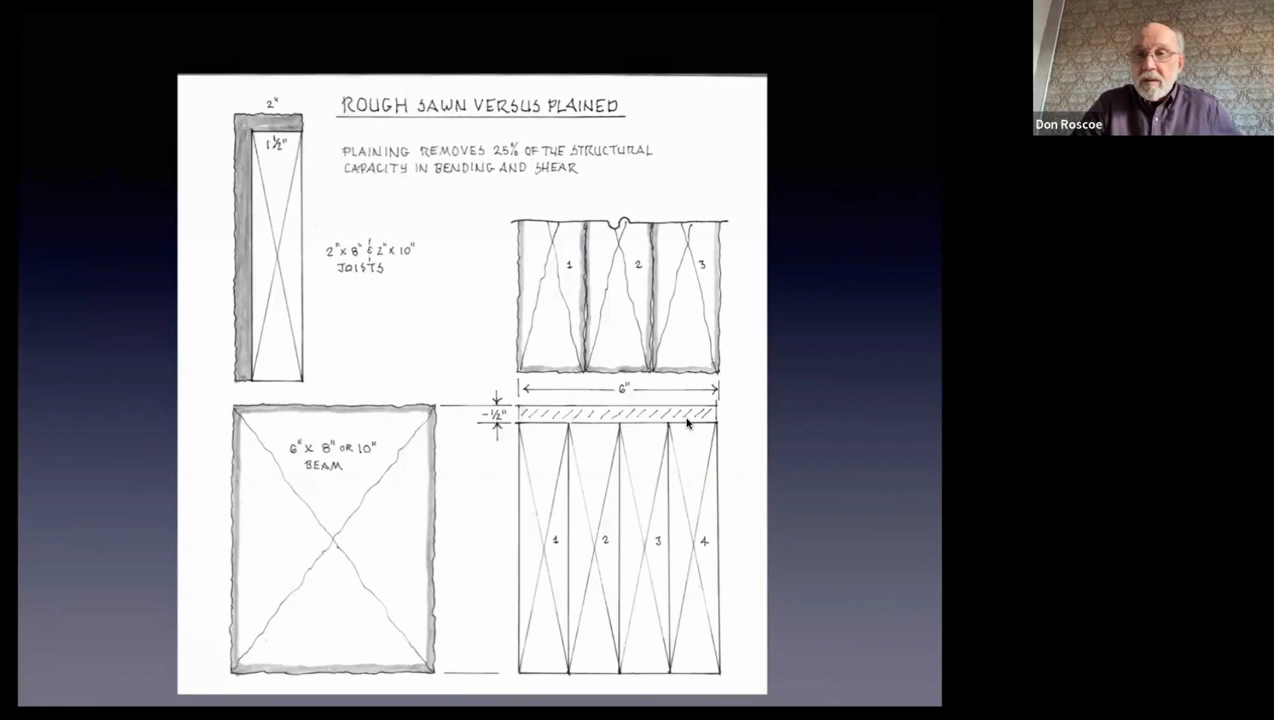 2"
ROUGH SAWN VERSUS PLAINED
1½"
PLAINING REMOVES 25% OF THE STRUCTURAL
CAPACITY IN BENDING AND SHEAR
2"x 8" & 2"x 10"
JOISTS
1 2 3
6"
-½"
6"x 8" OR 10"
BEAM
1 2 3 4
Don Roscoe